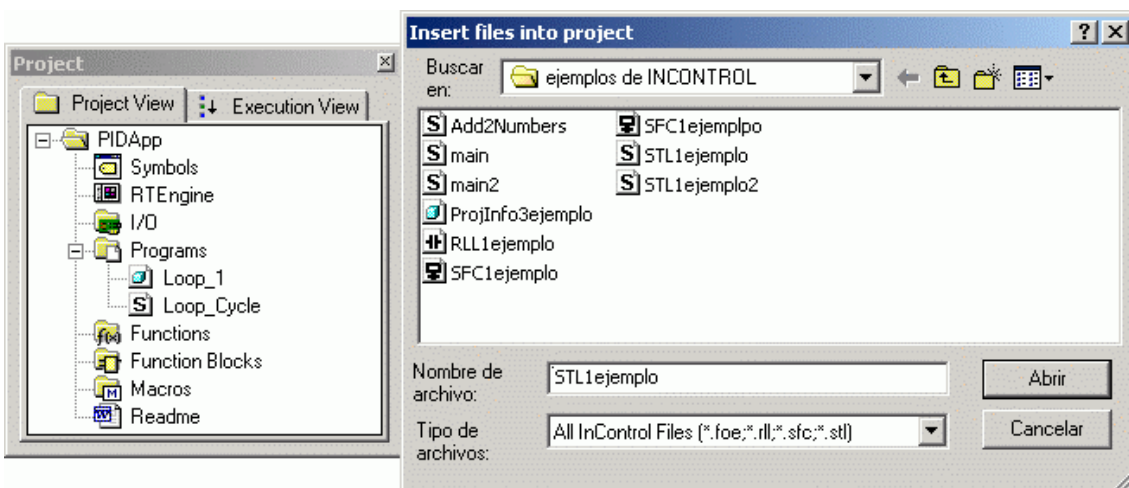 Project
Project View
Execution View
PIDApp
Symbols
RTEngine
I/O
Programs
Loop_1
Loop_Cycle
Functions
Function Blocks
Macros
Readme
Insert files into project
Buscar
en:
ejemplos de INCONTROL
Add2Numbers
main
main2
ProjInfo3ejemplo
RLL1ejemplo
SFC1ejemplo
SFC1ejemplpo
STL1ejemplo
STL1ejemplo2
Nombre de
archivo:
STL1ejemplo
Abrir
Tipo de
archivos:
All InControl Files (*.foe;*.rll;*.sfc;*.stl)
Cancelar